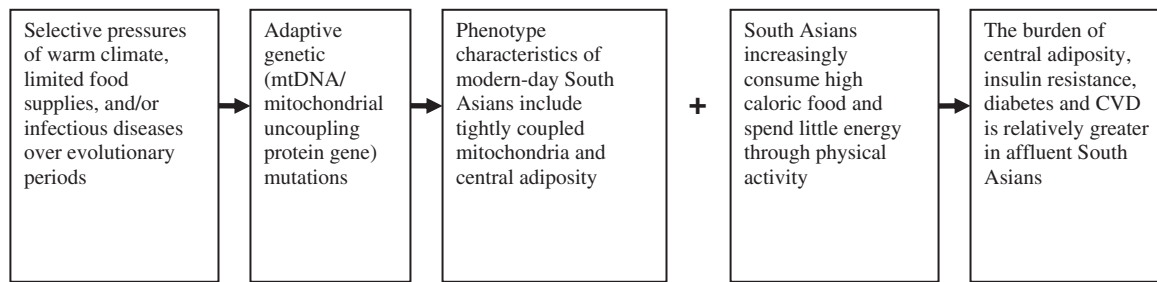 Selective pressures
of warm climate,
limited food
supplies, and/or
infectious diseases
over evolutionary
periods
Adaptive
genetic
(mtDNA/
mitochondrial
uncoupling
protein gene)
mutations
Phenotype
characteristics of
modern-day South
Asians include
tightly coupled
mitochondria and
central adiposity
+
South Asians
increasingly
consume high
caloric food and
spend little energy
through physical
activity
The burden of
central adiposity,
insulin resistance,
diabetes and CVD
is relatively greater
in affluent South
Asians